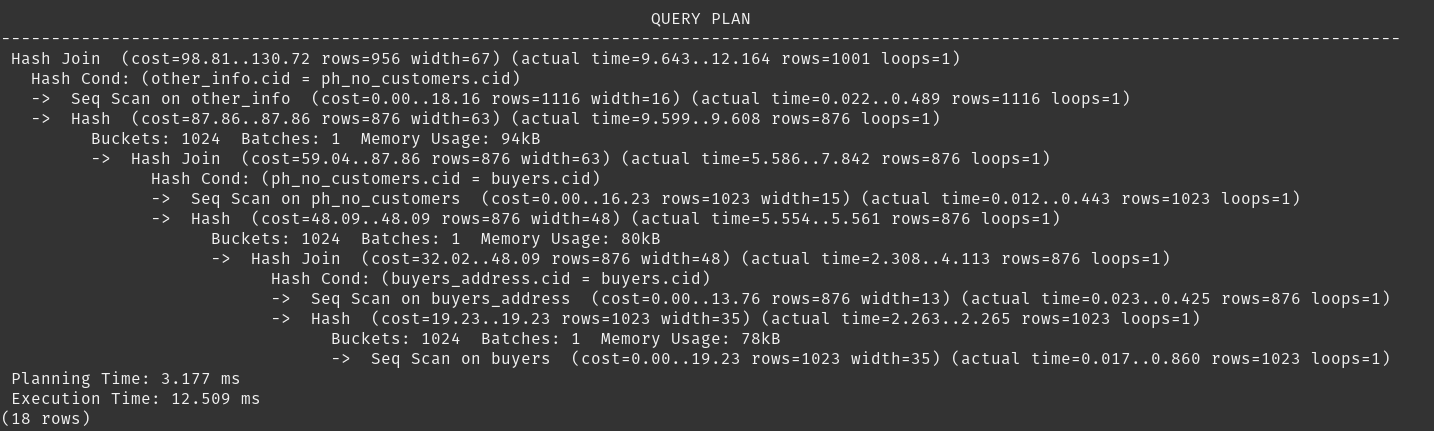 QUERY PLAN
--------------------------------------------------------------------------------------------------------------------------------------------
Hash Join  (cost=98.81..130.72 rows=956 width=67) (actual time=9.643..12.164 rows=1001 loops=1)
  Hash Cond: (other_info.cid = ph_no_customers.cid)
  ->  Seq Scan on other_info  (cost=0.00..18.16 rows=1116 width=16) (actual time=0.022..0.489 rows=1116 loops=1)
  ->  Hash  (cost=87.86..87.86 rows=876 width=63) (actual time=9.599..9.608 rows=876 loops=1)
        Buckets: 1024  Batches: 1  Memory Usage: 94kB
        ->  Hash Join  (cost=59.04..87.86 rows=876 width=63) (actual time=5.586..7.842 rows=876 loops=1)
              Hash Cond: (ph_no_customers.cid = buyers.cid)
              ->  Seq Scan on ph_no_customers  (cost=0.00..16.23 rows=1023 width=15) (actual time=0.012..0.443 rows=1023 loops=1)
              ->  Hash  (cost=48.09..48.09 rows=876 width=48) (actual time=5.554..5.561 rows=876 loops=1)
                    Buckets: 1024  Batches: 1  Memory Usage: 80kB
                    ->  Hash Join  (cost=32.02..48.09 rows=876 width=48) (actual time=2.308..4.113 rows=876 loops=1)
                          Hash Cond: (buyers_address.cid = buyers.cid)
                          ->  Seq Scan on buyers_address  (cost=0.00..13.76 rows=876 width=13) (actual time=0.023..0.425 rows=876 loops=1)
                          ->  Hash  (cost=19.23..19.23 rows=1023 width=35) (actual time=2.263..2.265 rows=1023 loops=1)
                                Buckets: 1024  Batches: 1  Memory Usage: 78kB
                                ->  Seq Scan on buyers  (cost=0.00..19.23 rows=1023 width=35) (actual time=0.017..0.860 rows=1023 loops=1)
Planning Time: 3.177 ms
Execution Time: 12.509 ms
(18 rows)